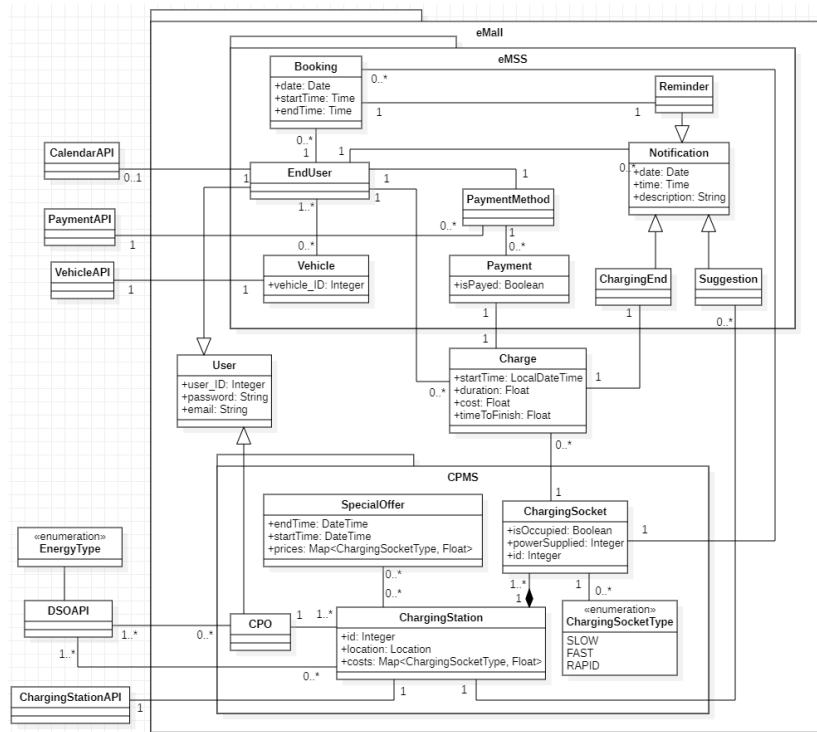 eMall
eMSS
Booking
+date: Date
+startTime: Time
+endTime: Time
0..*
1
Reminder
1
0..*
1
1
Notification
+date: Date
+time: Time
+description: String
0..*
CalendarAPI
0..1
1
EndUser
1
1
1
1..*
0..*
PaymentMethod
0..*
1
0..*
PaymentAPI
1
VehicleAPI
1
1
Vehicle
+vehicle_ID: Integer
Payment
+isPayed: Boolean
1
1
ChargingEnd
1
Suggestion
0..*
User
+user_ID: Integer
+password: String
+email: String
Charge
+startTime: LocalDateTime
+duration: Float
+cost: Float
+timeToFinish: Float
0..*
1
0..*
CPMS
SpecialOffer
+endTime: DateTime
+startTime: DateTime
+prices: Map<ChargingSocketType, Float>
0..*
0..*
1
ChargingSocket
+isOccupied: Boolean
+powerSupplied: Integer
+id: Integer
1
1..*
1
1
0..*
«enumeration»
ChargingSocketType
SLOW
FAST
RAPID
«enumeration»
EnergyType
DSOAPI
1..*
0..*
1..*
0..*
CPO
1
1..*
ChargingStation
+id: Integer
+location: Location
+costs: Map<ChargingSocketType, Float>
1
1
ChargingStationAPI
1